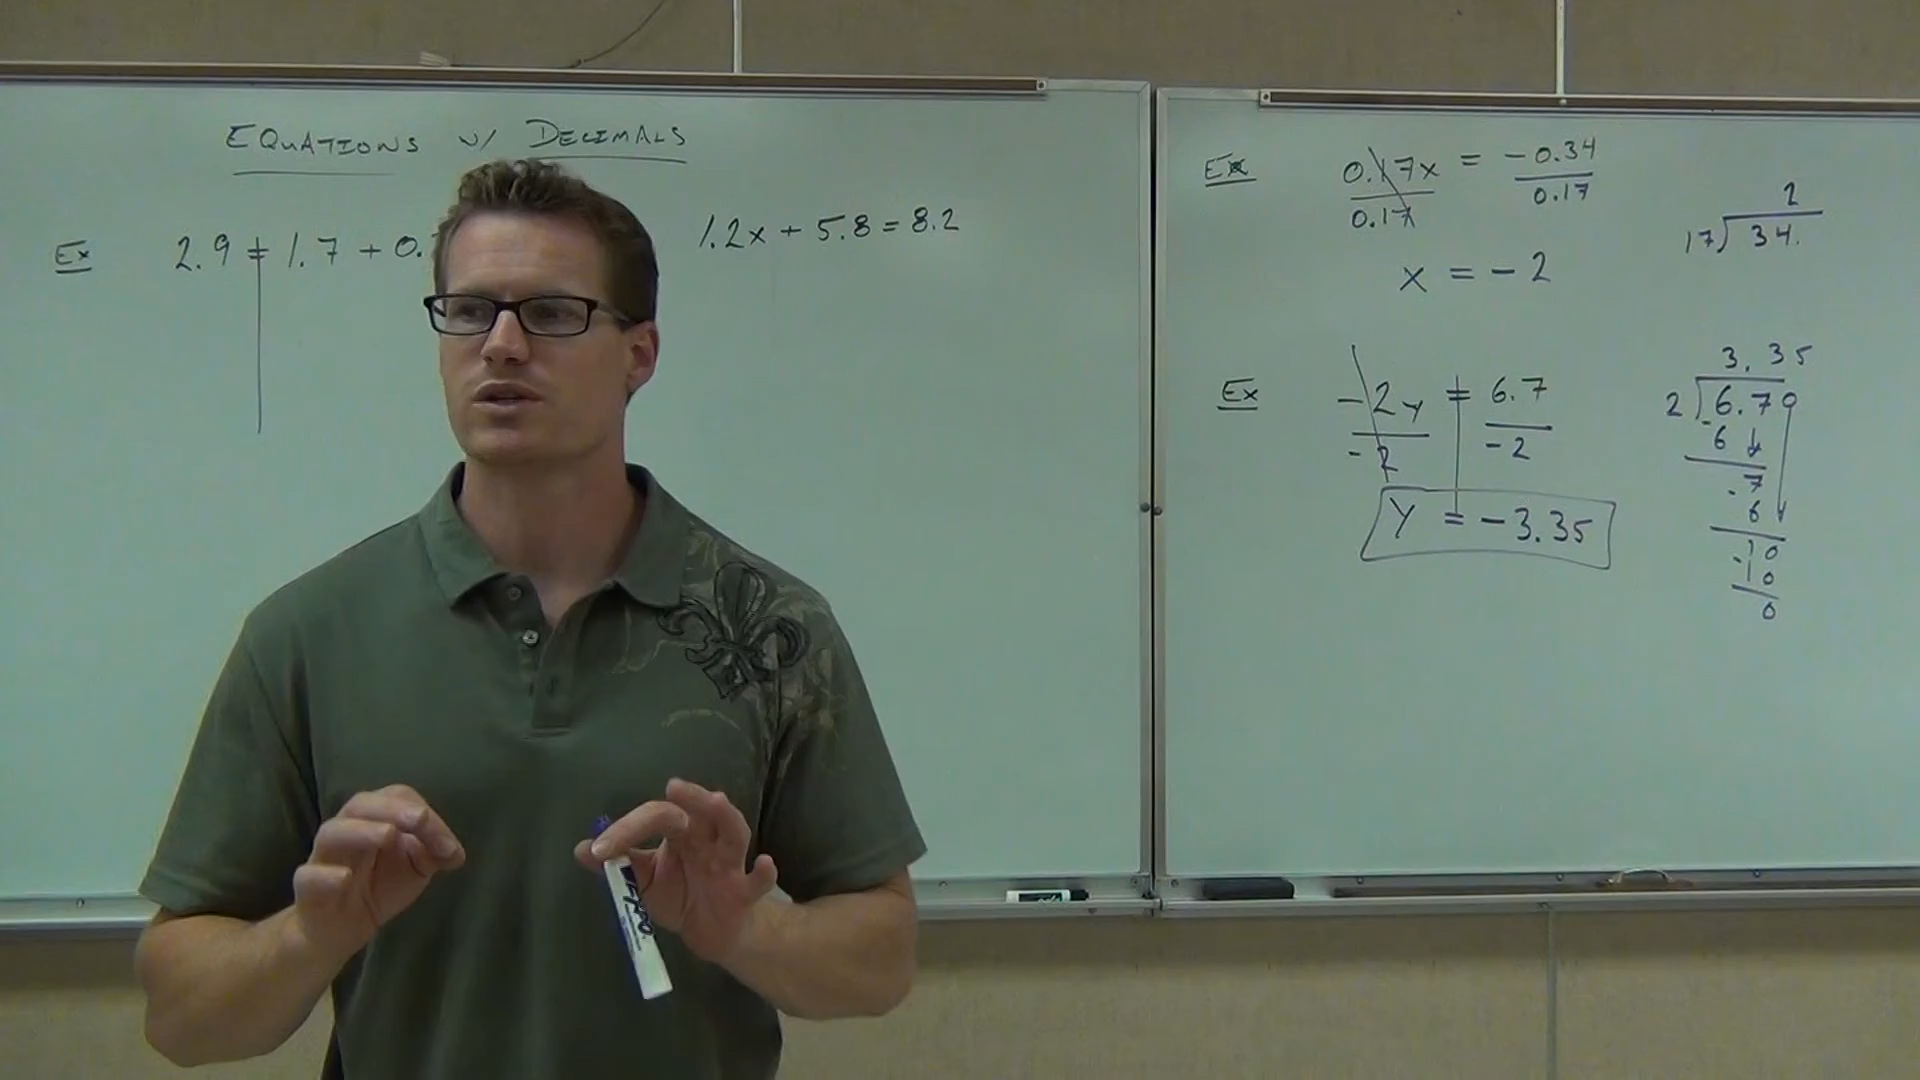 EQUATIONS W/ DECIMALS
Ex 2.9 = 1.7 + 0.
1.2x + 5.8 = 8.2
Ex 0.17x = -0.34
0.17 0.17
x = -2
2
17) 34.
Ex -2y = 6.7
-2 -2
y = -3.35
3.35
2) 6.70
-6
7
-6
10
-10
0
EXPO